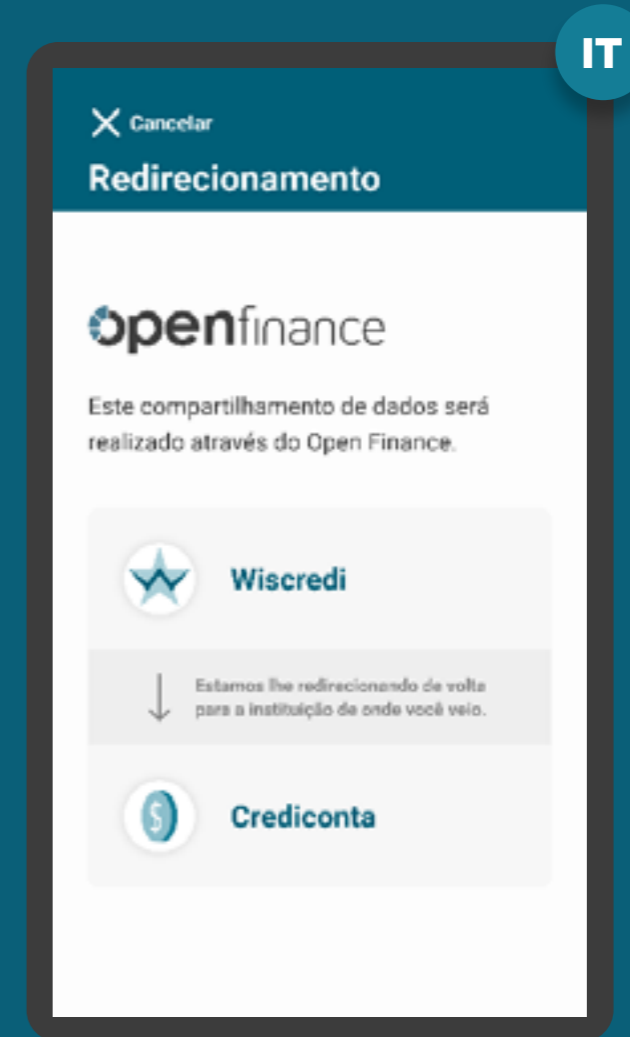 IT
Cancelar
Redirecionamento
openfinance
Este compartilhamento de dados será
realizado através do Open Finance.
Wiscredi
Estamos lhe redirecionando de volta
para a instituição de onde você veio.
$
Crediconta